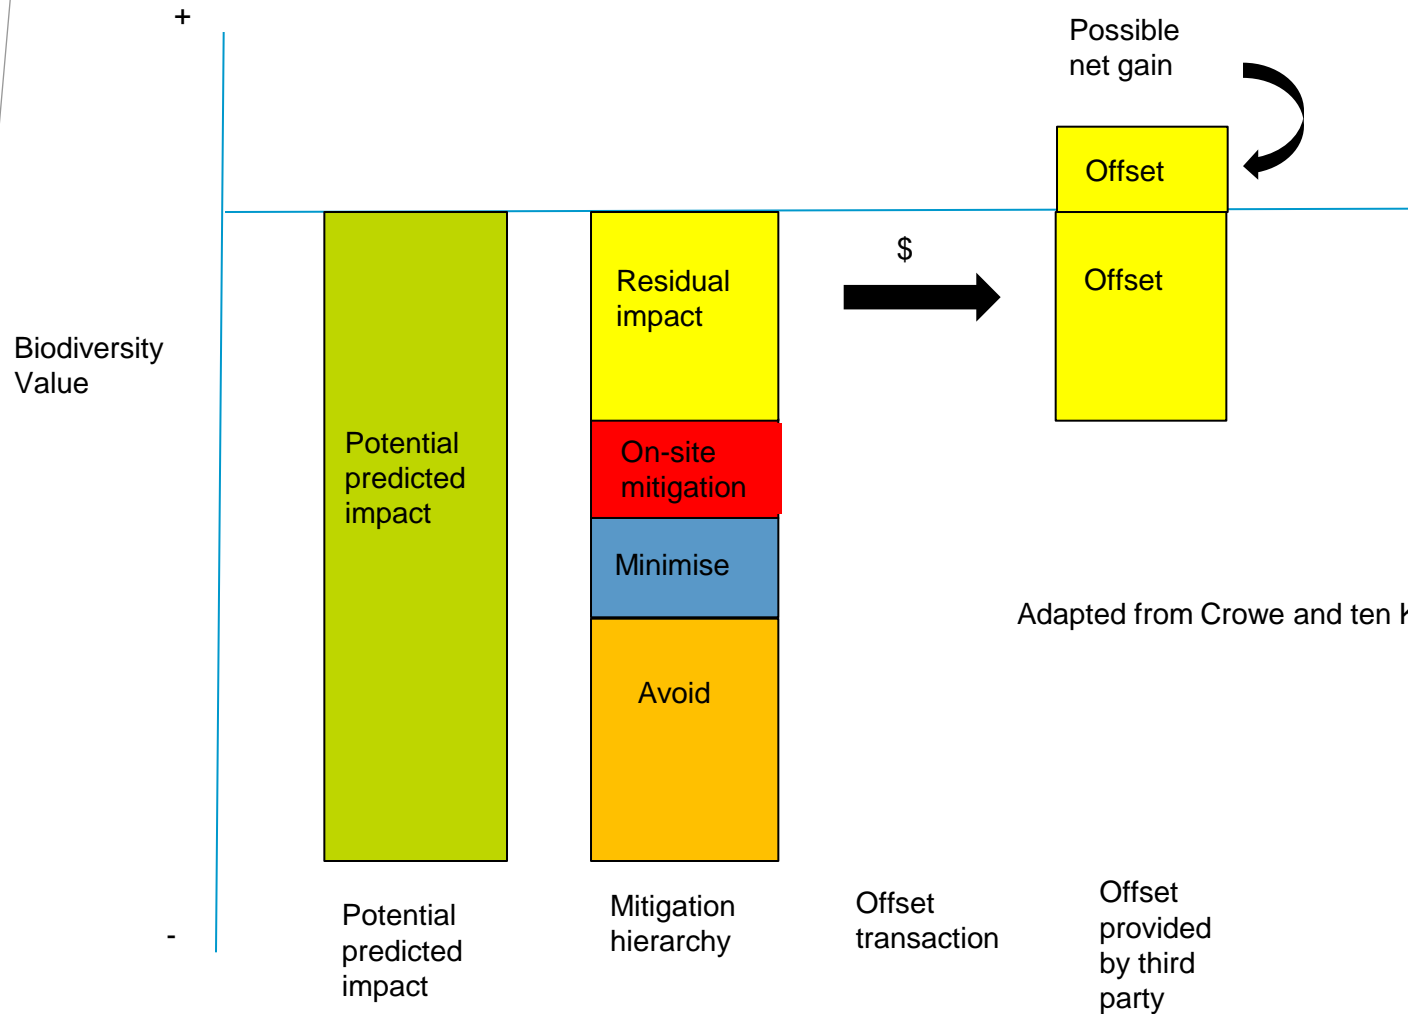 +
Possible
net gain
Offset
$
Residual
impact
Offset
Biodiversity
Value
Potential
predicted
impact
On-site
mitigation
Minimise
Adapted from Crowe and ten
Avoid
Potential
predicted
impact
Mitigation
hierarchy
Offset
transaction
Offset
provided
by third
party
-